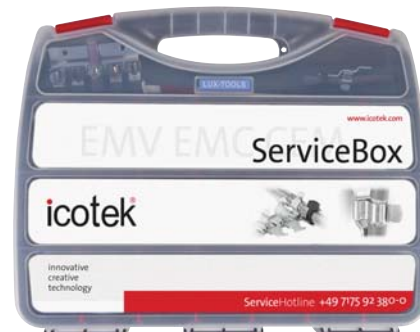 LUX-TOOLS
www.icotek.com
EMV EMC CEM
ServiceBox
icotek®
innovative
creative
technology
ServiceHotline +49 7175 92 380-0